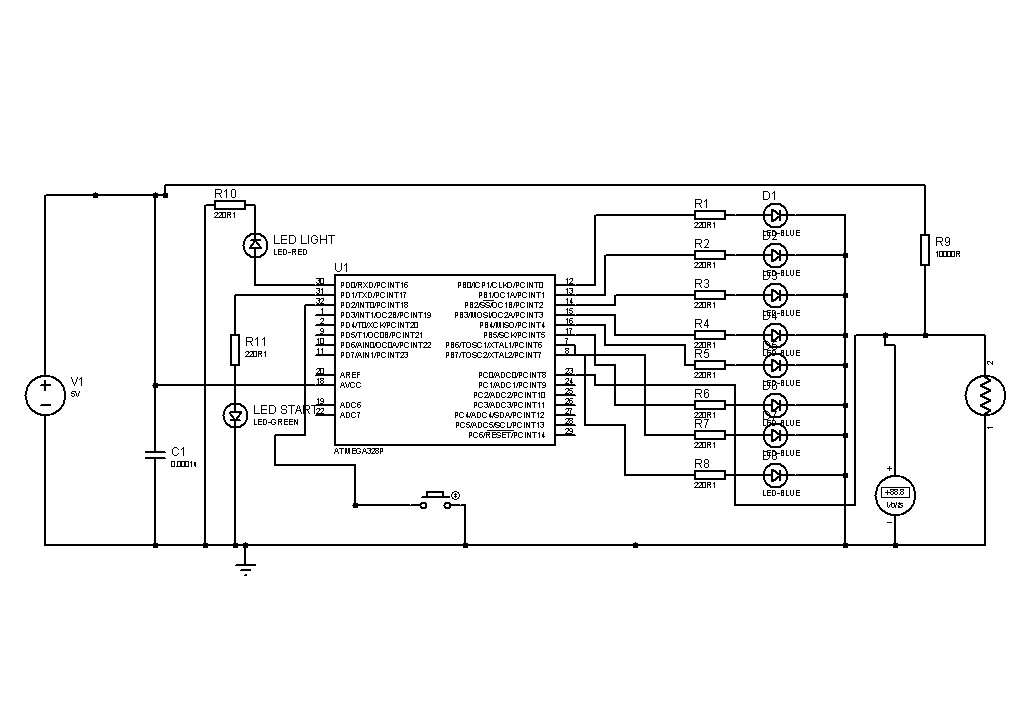 R10
220R1
LED LIGHT
LED-RED
U1
30 PD0/RXD/PCINT16
31 PD1/TXD/PCINT17
32 PD2/INT0/PCINT18
1 PD3/INT1/OC2B/PCINT19
2 PD4/T0/XCK/PCINT20
9 PD5/T1/OC0B/PCINT21
10 PD6/AIN0/OC0A/PCINT22
11 PD7/AIN1/PCINT23
20 AREF
18 AVCC
19 ADC6
22 ADC7
PB0/ICP1/CLKO/PCINT0 12
PB1/OC1A/PCINT1 13
PB2/SS/OC1B/PCINT2 14
PB3/MOSI/OC2A/PCINT3 15
PB4/MISO/PCINT4 16
PB5/SCK/PCINT5 17
PB6/TOSC1/XTAL1/PCINT6 7
PB7/TOSC2/XTAL2/PCINT7 8
PC0/ADC0/PCINT8 23
PC1/ADC1/PCINT9 24
PC2/ADC2/PCINT10 25
PC3/ADC3/PCINT11 26
PC4/ADC4/SDA/PCINT12 27
PC5/ADC5/SCL/PCINT13 28
PC6/RESET/PCINT14 29
ATMEGA328P
R11
220R1
LED START
LED-GREEN
V1
5V
C1
R1
220R1
D1
LED-BLUE
R2
220R1
D2
LED-BLUE
R3
220R1
D3
LED-BLUE
R4
220R1
D4
LED-BLUE
R5
220R1
LED-BLUE
R6
220R1
D6
LED-BLUE
R7
220R1
LED-BLUE
R8
220R1
D8
LED-BLUE
R9
10000R
2
1
+
+88.8
Volts
−